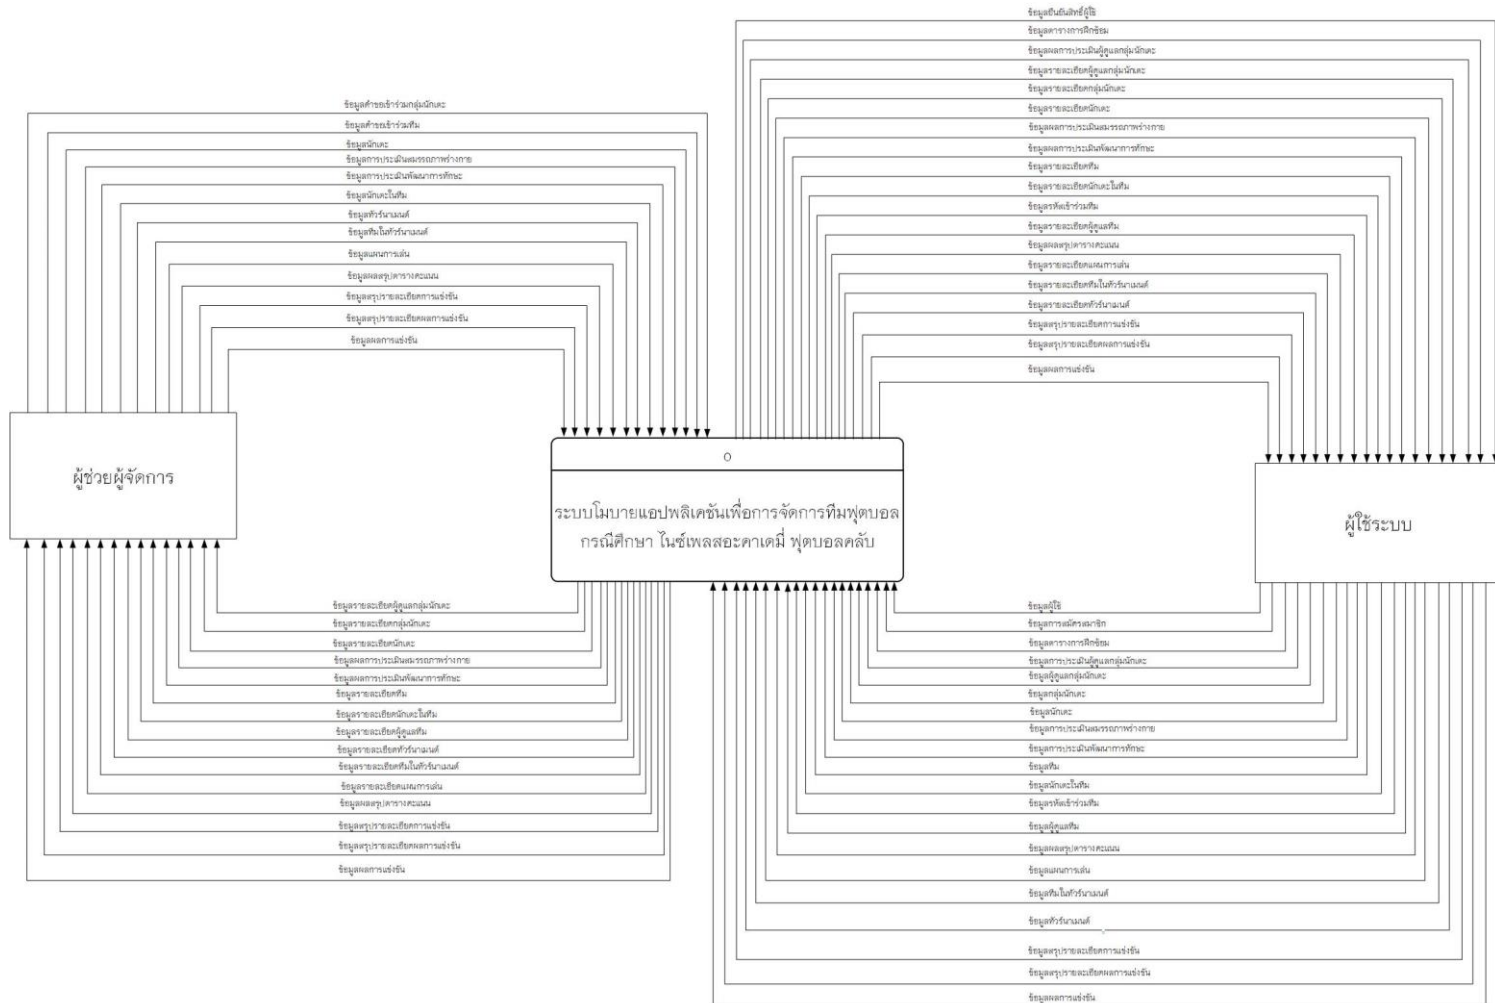 ข้อมูลยืนยันสิทธิ์ผู้ใช้
ข้อมูลตารางการฝึกซ้อม
ข้อมูลผลการประเมินผู้ดูแลกลุ่มนักเตะ
ข้อมูลรายละเอียดผู้ดูแลกลุ่มนักเตะ
ข้อมูลรายละเอียดกลุ่มนักเตะ
ข้อมูลรายละเอียดนักเตะ
ข้อมูลผลการประเมินสมรรถภาพร่างกาย
ข้อมูลผลการประเมินพัฒนาการทักษะ
ข้อมูลรายละเอียดทีม
ข้อมูลรายละเอียดนักเตะในทีม
ข้อมูลรหัสเข้าร่วมทีม
ข้อมูลรายละเอียดผู้ดูแลทีม
ข้อมูลผลสรุปตารางคะแนน
ข้อมูลรายละเอียดแผนการเล่น
ข้อมูลรายละเอียดทีมในทัวร์นาเมนต์
ข้อมูลรายละเอียดทัวร์นาเมนต์
ข้อมูลสรุปรายละเอียดการแข่งขัน
ข้อมูลสรุปรายละเอียดผลการแข่งขัน
ข้อมูลผลการแข่งขัน
ข้อมูลคำขอเข้าร่วมกลุ่มนักเตะ
ข้อมูลคำขอเข้าร่วมทีม
ข้อมูลนักเตะ
ข้อมูลการประเมินสมรรถภาพร่างกาย
ข้อมูลการประเมินพัฒนาการทักษะ
ข้อมูลนักเตะในทีม
ข้อมูลทัวร์นาเมนต์
ข้อมูลทีมในทัวร์นาเมนต์
ข้อมูลแผนการเล่น
ข้อมูลผลสรุปตารางคะแนน
ข้อมูลสรุปรายละเอียดการแข่งขัน
ข้อมูลสรุปรายละเอียดผลการแข่งขัน
ข้อมูลผลการแข่งขัน
ผู้ช่วยผู้จัดการ
0
ระบบโมบายแอปพลิเคชันเพื่อการจัดการทีมฟุตบอล
กรณีศึกษา ไนซ์เพลสอะคาเดมี่ ฟุตบอลคลับ
ผู้ใช้ระบบ
ข้อมูลรายละเอียดผู้ดูแลกลุ่มนักเตะ
ข้อมูลรายละเอียดกลุ่มนักเตะ
ข้อมูลรายละเอียดนักเตะ
ข้อมูลผลการประเมินสมรรถภาพร่างกาย
ข้อมูลผลการประเมินพัฒนาการทักษะ
ข้อมูลรายละเอียดทีม
ข้อมูลรายละเอียดนักเตะในทีม
ข้อมูลรายละเอียดผู้ดูแลทีม
ข้อมูลรายละเอียดทัวร์นาเมนต์
ข้อมูลรายละเอียดทีมในทัวร์นาเมนต์
ข้อมูลรายละเอียดแผนการเล่น
ข้อมูลผลสรุปตารางคะแนน
ข้อมูลสรุปรายละเอียดการแข่งขัน
ข้อมูลสรุปรายละเอียดผลการแข่งขัน
ข้อมูลผลการแข่งขัน
ข้อมูลผู้ใช้
ข้อมูลการสมัครสมาชิก
ข้อมูลตารางการฝึกซ้อม
ข้อมูลการประเมินผู้ดูแลกลุ่มนักเตะ
ข้อมูลผู้ดูแลกลุ่มนักเตะ
ข้อมูลกลุ่มนักเตะ
ข้อมูลนักเตะ
ข้อมูลการประเมินสมรรถภาพร่างกาย
ข้อมูลการประเมินพัฒนาการทักษะ
ข้อมูลทีม
ข้อมูลนักเตะในทีม
ข้อมูลรหัสเข้าร่วมทีม
ข้อมูลผู้ดูแลทีม
ข้อมูลผลสรุปตารางคะแนน
ข้อมูลแผนการเล่น
ข้อมูลทีมในทัวร์นาเมนต์
ข้อมูลทัวร์นาเมนต์
ข้อมูลสรุปรายละเอียดการแข่งขัน
ข้อมูลสรุปรายละเอียดผลการแข่งขัน
ข้อมูลผลการแข่งขัน